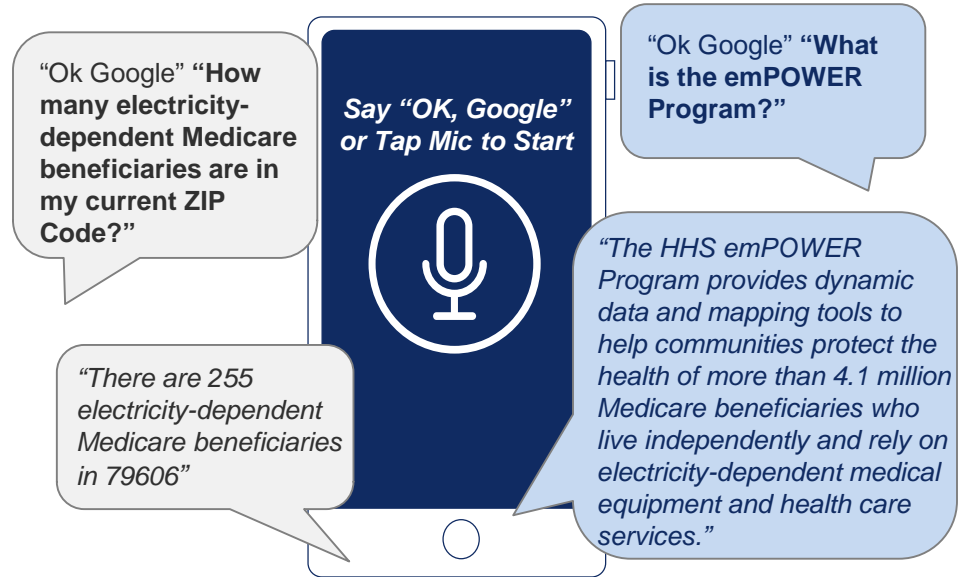 “Ok Google” “How
many electricity-
dependent Medicare
beneficiaries are in
my current ZIP
Code?”
Say “OK, Google”
or Tap Mic to Start
“Ok Google” “What
is the emPOWER
Program?”
“There are 255
electricity-dependent
Medicare beneficiaries
in 79606”
“The HHS emPOWER
Program provides dynamic
data and mapping tools to
help communities protect the
health of more than 4.1 million
Medicare beneficiaries who
live independently and rely on
electricity-dependent medical
equipment and health care
services.”